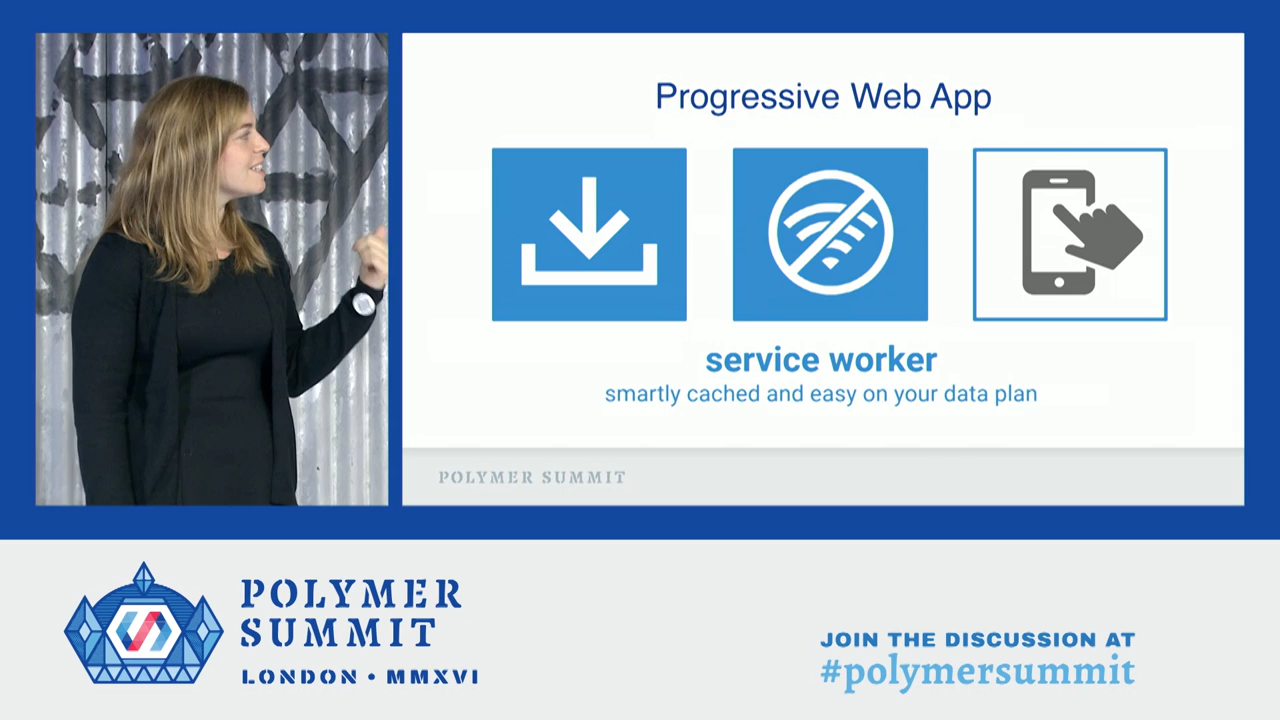 Progressive Web App
service worker
smartly cached and easy on your data plan
POLYMER SUMMIT
POLYMER
SUMMIT
LONDON • MMXVI
JOIN THE DISCUSSION AT
#polymersummit